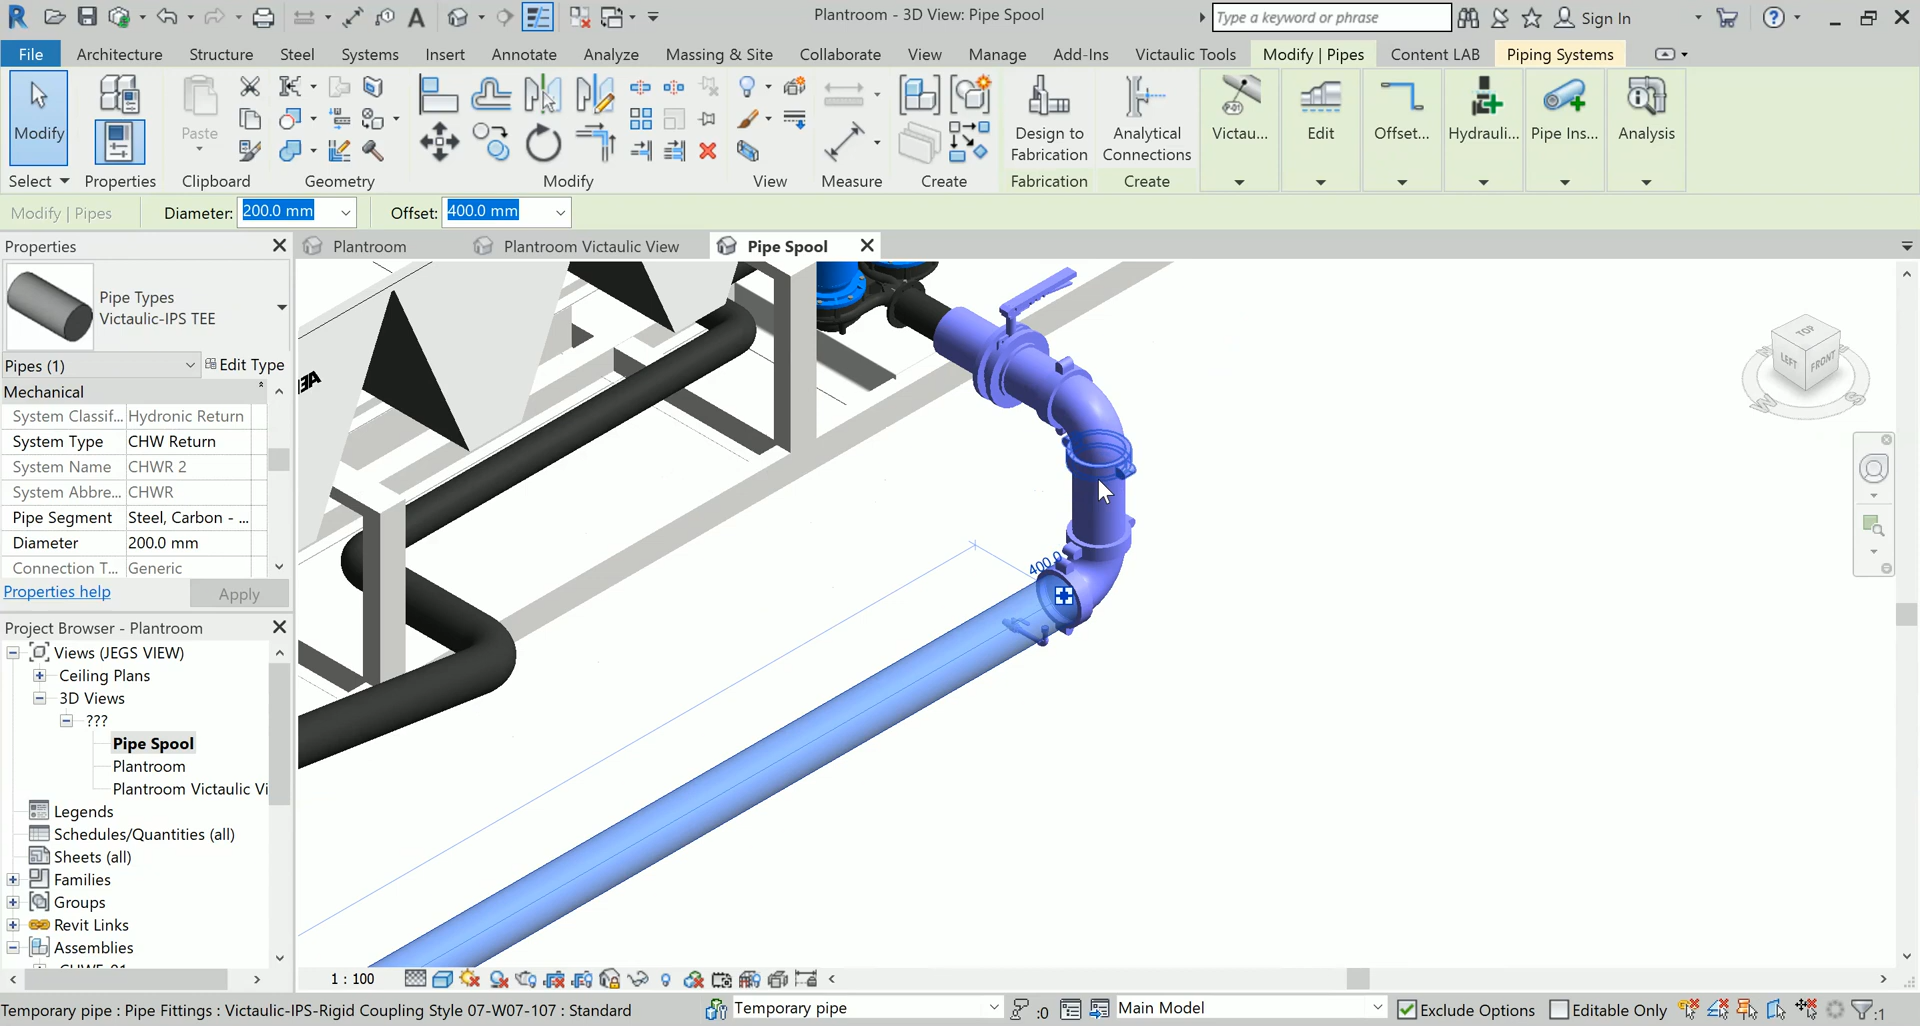 Plantroom - 3D View: Pipe Spool
Type a keyword or phrase
Sign In
File
Architecture
Structure
Steel
Systems
Insert
Annotate
Analyze
Massing & Site
Collaborate
View
Manage
Add-Ins
Victaulic Tools
Modify | Pipes
Content LAB
Piping Systems
Modify
Paste
Design to Fabrication
Analytical Connections
Victau...
Edit
Offset...
Hydrauli...
Pipe Ins...
Analysis
Select
Properties
Clipboard
Geometry
Modify
View
Measure
Create
Fabrication
Create
Modify | Pipes
Diameter: 200.0 mm
Offset: 400.0 mm
Properties
Plantroom
Plantroom Victaulic View
Pipe Spool
Pipe Types
Victaulic-IPS TEE
Pipes (1)
Edit Type
Mechanical
System Classif... Hydronic Return
System Type CHW Return
System Name CHWR 2
System Abbre... CHWR
Pipe Segment Steel, Carbon - ...
Diameter 200.0 mm
Connection T... Generic
Properties help
Apply
Project Browser - Plantroom
Views (JEGS VIEW)
Ceiling Plans
3D Views
???
Pipe Spool
Plantroom
Plantroom Victaulic Vi
Legends
Schedules/Quantities (all)
Sheets (all)
Families
Groups
Revit Links
Assemblies
400.0
TOP
LEFT
FRONT
W
S
1 : 100
Temporary pipe : Pipe Fittings : Victaulic-IPS-Rigid Coupling Style 07-W07-107 : Standard
Temporary pipe
:0
Main Model
Exclude Options
Editable Only
:1